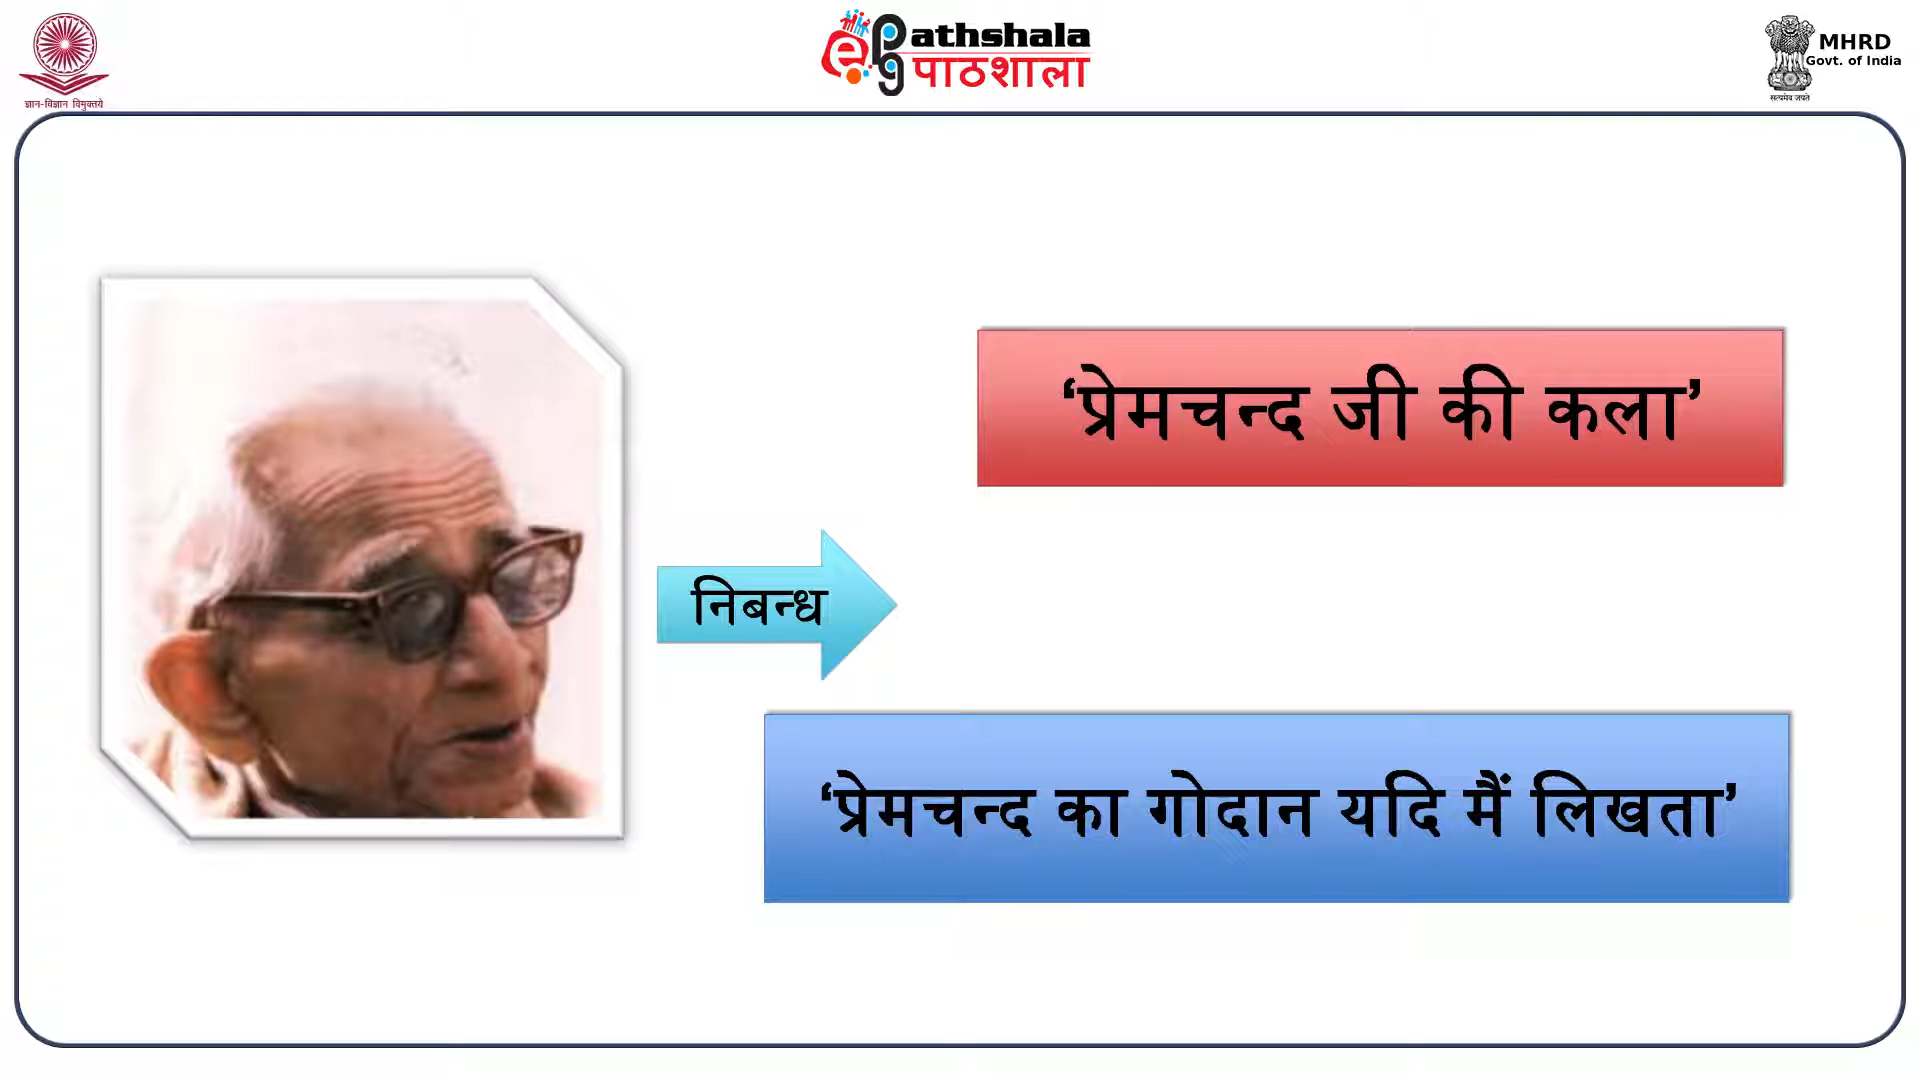 ज्ञान-विज्ञान विमुक्तये
athshala
पाठशाला
सत्यमेव जयते
MHRD
Govt. of India
‘प्रेमचन्द जी की कला’
निबन्ध
‘प्रेमचन्द का गोदान यदि मैं लिखता’